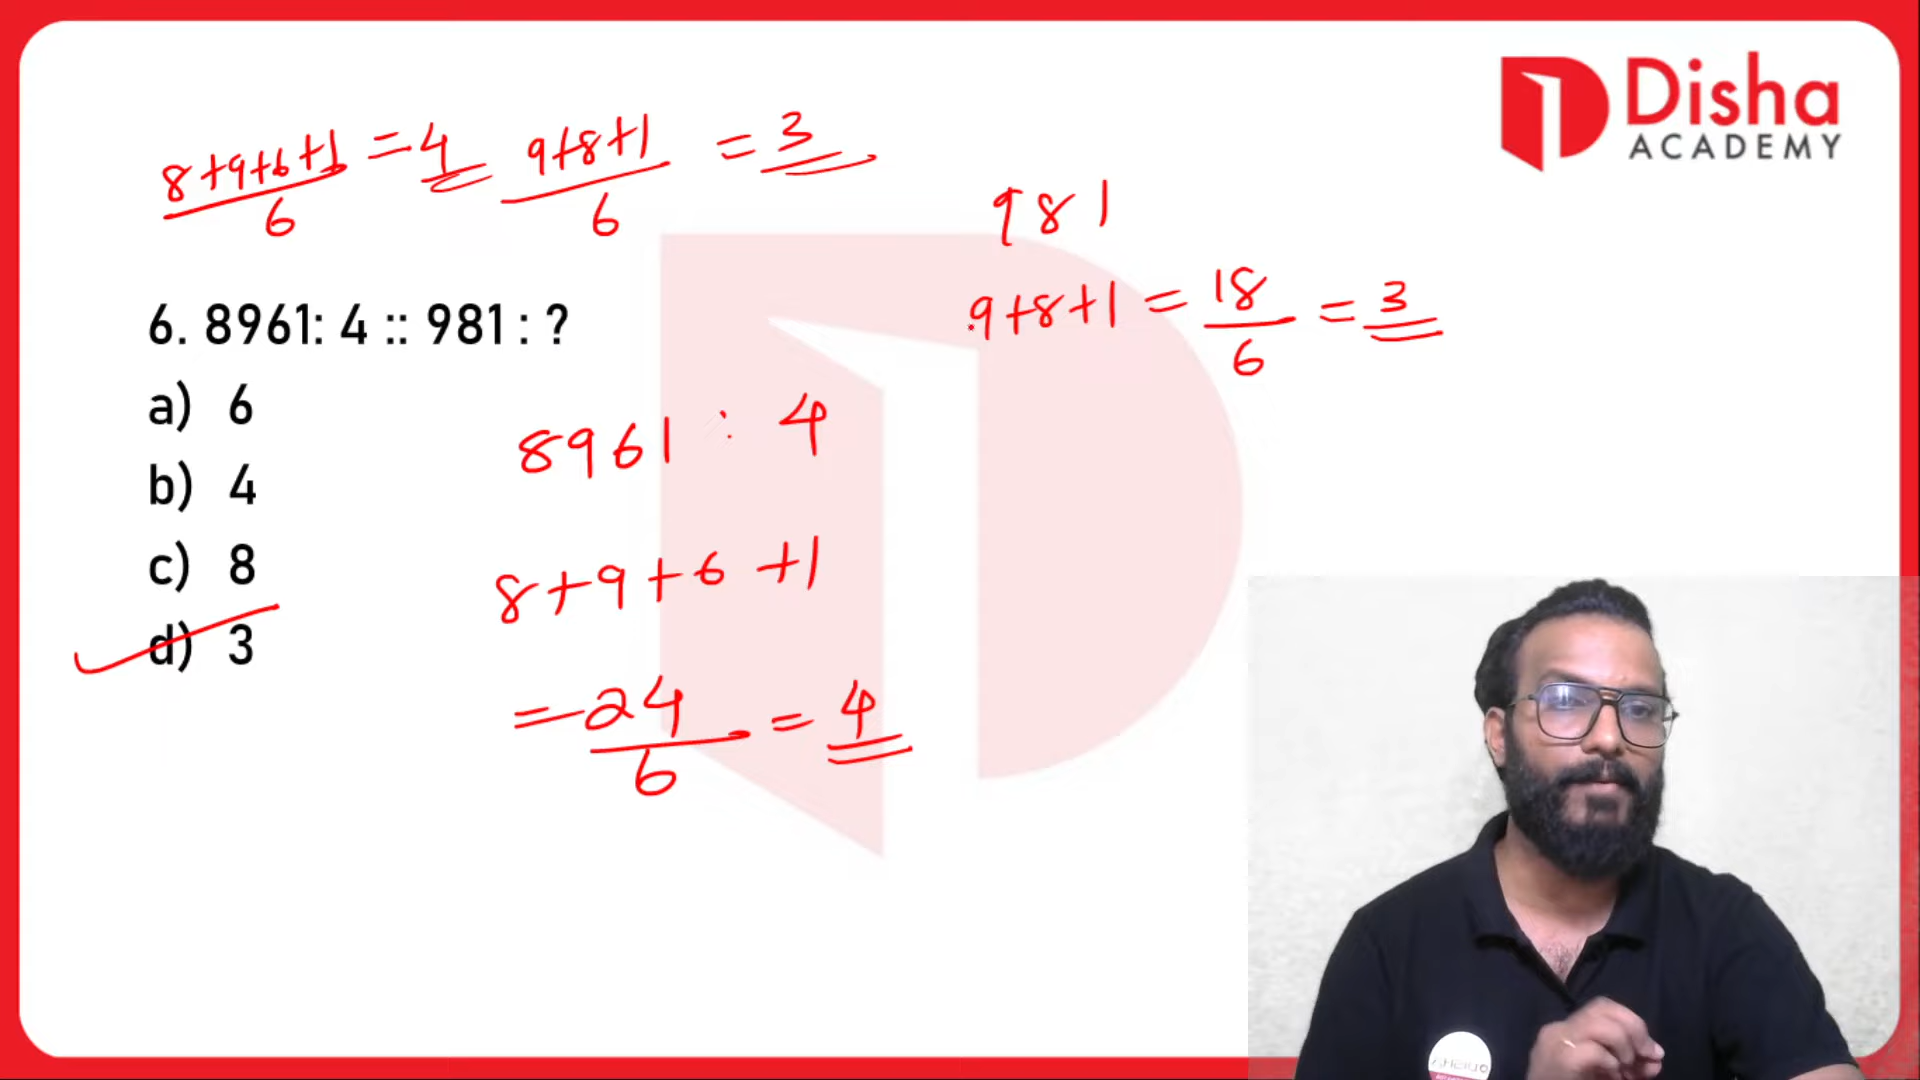 Disha
ACADEMY
8+9+6+1/6 = 4 9+8+1/6 = 3
981
9+8+1 = 18/6 = 3
6. 8961: 4 :: 981 : ?
a) 6
b) 4
c) 8
d) 3
8961 : 4
8+9+6+1
= 24/6 = 4